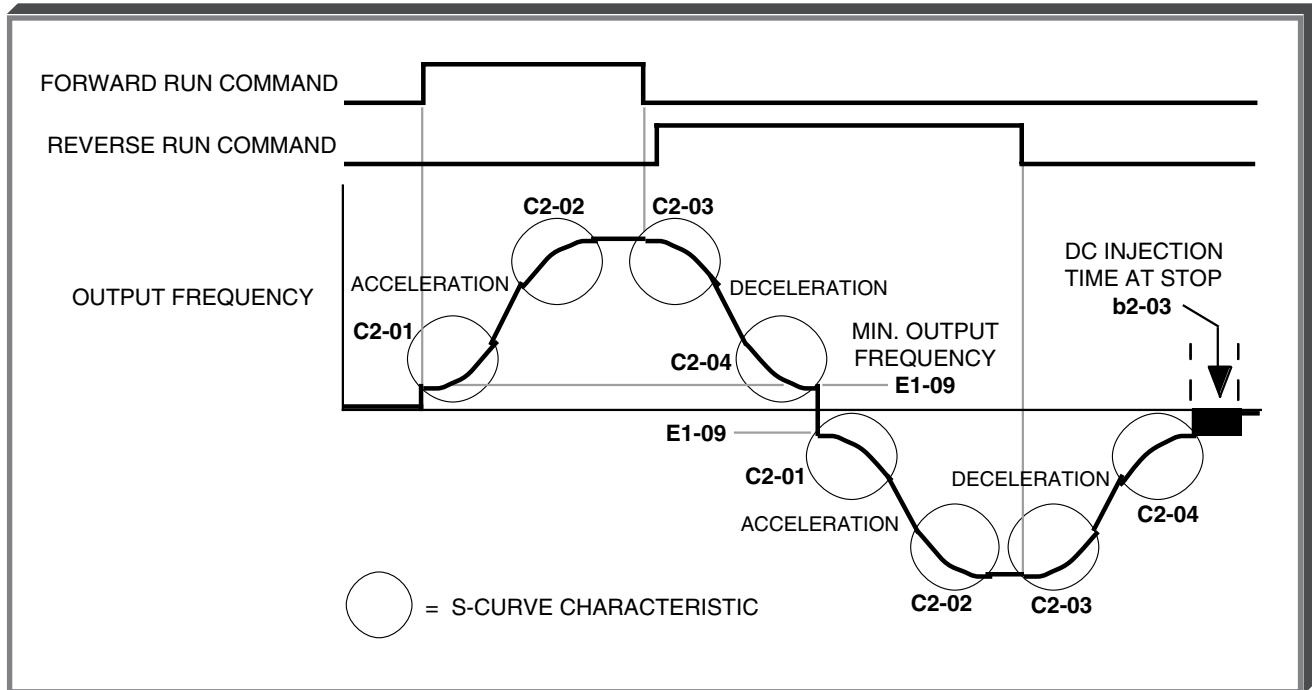 FORWARD RUN COMMAND
REVERSE RUN COMMAND
C2-02
C2-03
DC INJECTION
TIME AT STOP
b2-03
ACCELERATION
DECELERATION
OUTPUT FREQUENCY
C2-01
MIN. OUTPUT
FREQUENCY
E1-09
C2-04
E1-09
C2-01
DECELERATION
C2-04
ACCELERATION
C2-02
C2-03
= S-CURVE CHARACTERISTIC